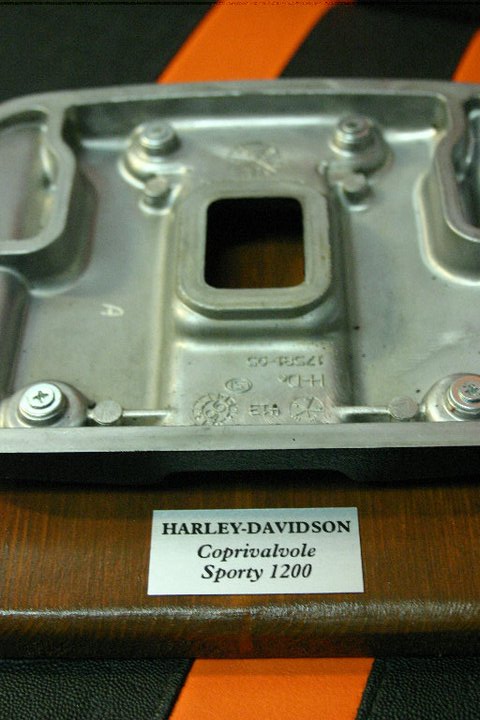 HARLEY-DAVIDSON
Coprivalvole
Sporty 1200
A
H-D